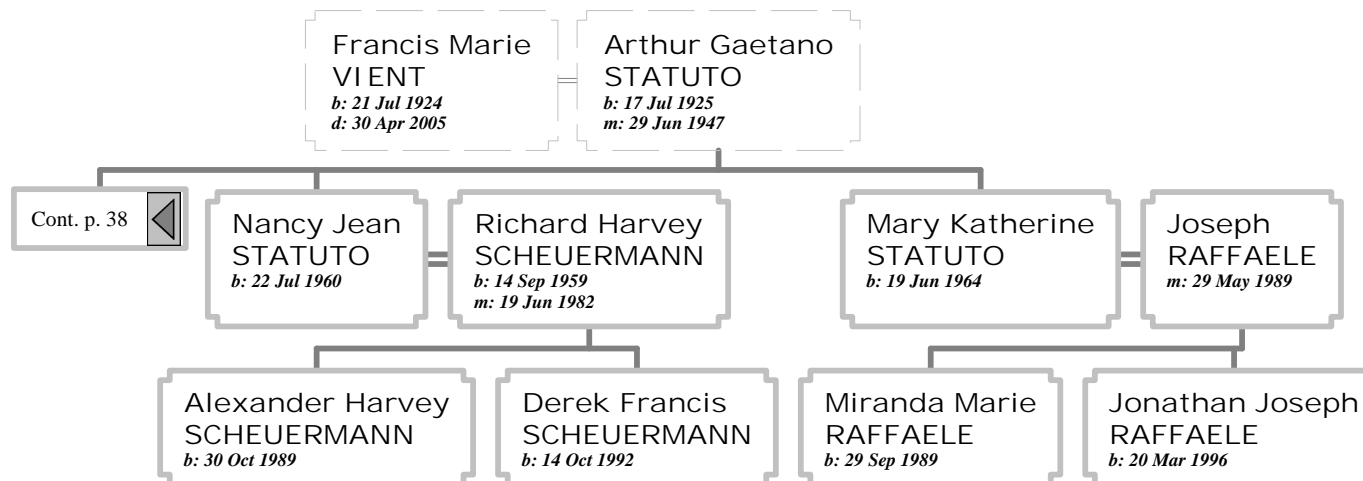 Francis Marie
VIENT
b: 21 Jul 1924
d: 30 Apr 2005
Arthur Gaetano
STATUTO
b: 17 Jul 1925
m: 29 Jun 1947
Cont. p. 38
Nancy Jean
STATUTO
b: 22 Jul 1960
Richard Harvey
SCHEUERMANN
b: 14 Sep 1959
m: 19 Jun 1982
Mary Katherine
STATUTO
b: 19 Jun 1964
Joseph
RAFFAELE
m: 29 May 1989
Alexander Harvey
SCHEUERMANN
b: 30 Oct 1989
Derek Francis
SCHEUERMANN
b: 14 Oct 1992
Miranda Marie
RAFFAELE
b: 29 Sep 1989
Jonathan Joseph
RAFFAELE
b: 20 Mar 1996